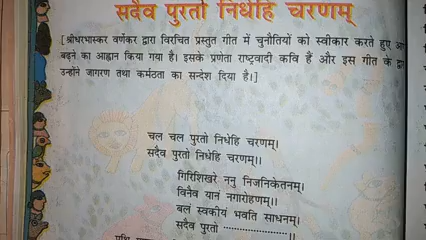 सदैव पुरतो निधेहि चरणम्
[श्रीधरभास्कर वर्णेकर द्वारा विरचित प्रस्तुत गीत में चुनौतियों को स्वीकार करते हुए
बढ़ने का आह्वान किया गया है। इसके प्रणेता राष्ट्रवादी कवि हैं और इस गीत के
उन्होंने जागरण तथा कर्मठता का सन्देश दिया है।]
चल चल पुरतो निधेहि चरणम्।
सदैव पुरतो निधेहि चरणम्।।
गिरिशिखरे ननु निजनिकेतनम्।
विनैव यानं नगारोहणम्।।
बलं स्वकीयं भवति साधनम्।
सदैव पुरतो ......................।।